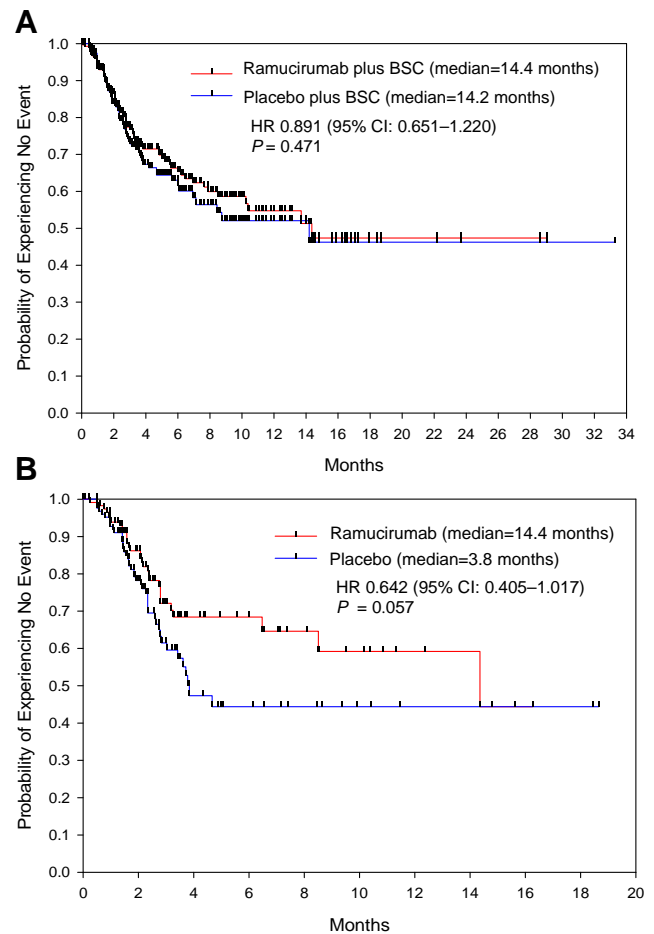 A
Probability of Experiencing No Event
1.0
0.9
0.8
0.7
0.6
0.5
0.4
0.3
0.2
0.1
0.0
Ramucirumab plus BSC (median=14.4 months)
Placebo plus BSC (median=14.2 months)
HR 0.891 (95% CI: 0.651–1.220)
P = 0.471
0 2 4 6 8 10 12 14 16 18 20 22 24 26 28 30 32 34
Months
B
Probability of Experiencing No Event
1.0
0.9
0.8
0.7
0.6
0.5
0.4
0.3
0.2
0.1
0.0
Ramucirumab (median=14.4 months)
Placebo (median=3.8 months)
HR 0.642 (95% CI: 0.405–1.017)
P = 0.057
0 2 4 6 8 10 12 14 16 18 20
Months